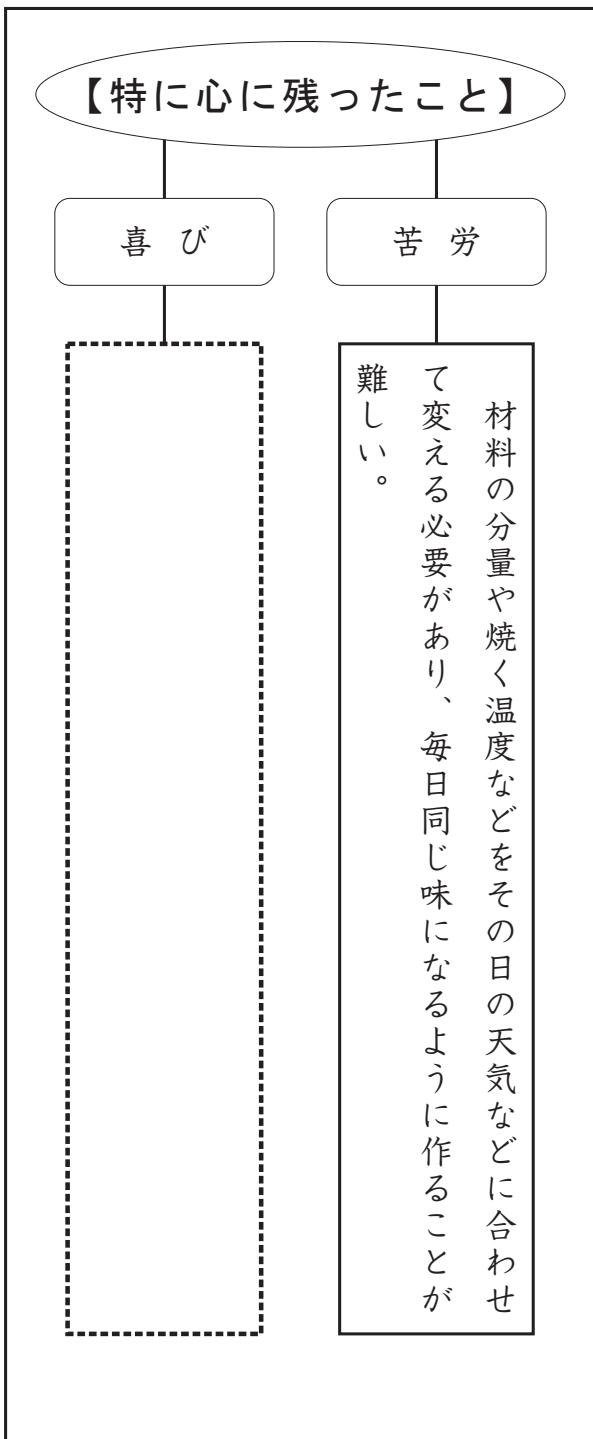 【特に心に残ったこと】
苦労
材料の分量や焼く温度などをその日の天気などに合わせ
て変える必要があり、毎日同じ味になるように作ることが
難しい。
喜び